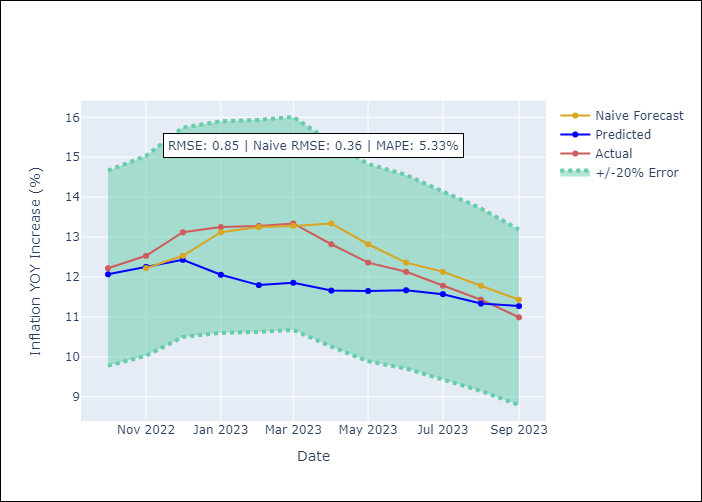 RMSE: 0.85 | Naive RMSE: 0.36 | MAPE: 5.33%
Naive Forecast
Predicted
Actual
+/-20% Error
Inflation YOY Increase (%)
16
15
14
13
12
11
10
9
Nov 2022
Jan 2023
Mar 2023
May 2023
Jul 2023
Sep 2023
Date